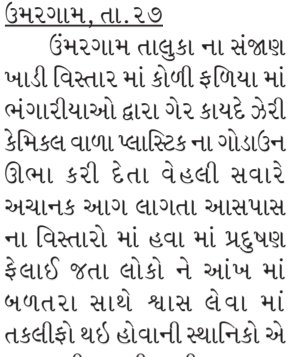 ઉમરગામ, તા.૨૭
ઉંમરગામ તાલુકા ના સંજાણ
ખાડી વિસ્તાર માં કોળી ફળિયા માં
ભંગારીયાઓ દ્વારા ગેર કાયદે ઝેરી
કેમિકલ વાળા પ્લાસ્ટિક ના ગોડાઉન
ઊભા કરી દેતા વેહલી સવારે
અચાનક આગ લાગતા આસપાસ
ના વિસ્તારો માં હવા માં પ્રદુષણ
ફેલાઈ જતા લોકો ને આંખ માં
બળતરા સાથે શ્વાસ લેવા માં
તકલીફો થઇ હોવાની સ્થાનિકો એ